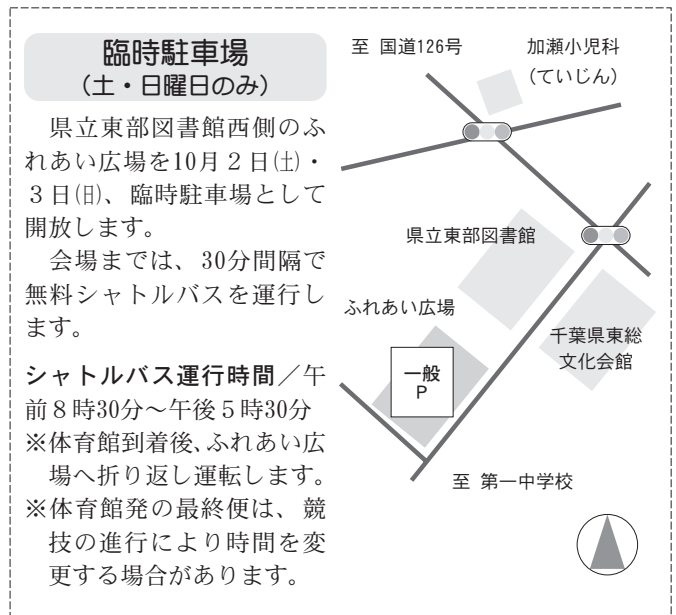 臨時駐車場
(土・日曜日のみ)
県立東部図書館西側のふ
れあい広場を10月2日(土)・
3日(日)、臨時駐車場として
開放します。
会場までは、30分間隔で
無料シャトルバスを運行し
ます。
シャトルバス運行時間／午
前8時30分〜午後5時30分
※体育館到着後、ふれあい広
場へ折り返し運転します。
※体育館発の最終便は、競
技の進行により時間を変
更する場合があります。
至 国道126号
加瀬小児科
(ていじん)
県立東部図書館
ふれあい広場
千葉県東総
文化会館
一般
P
至 第一中学校